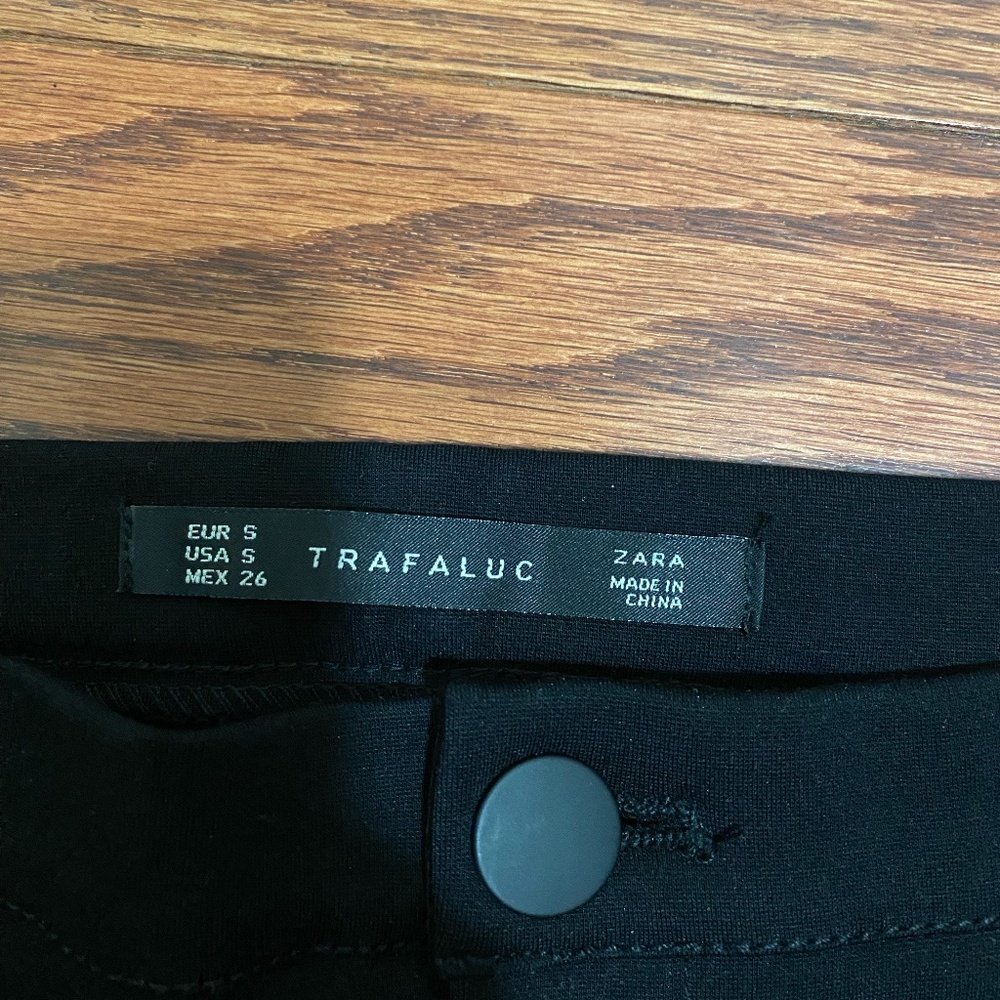 EUR S
USA S
MEX 26
TRAFALUC
ZARA
MADE IN
CHINA